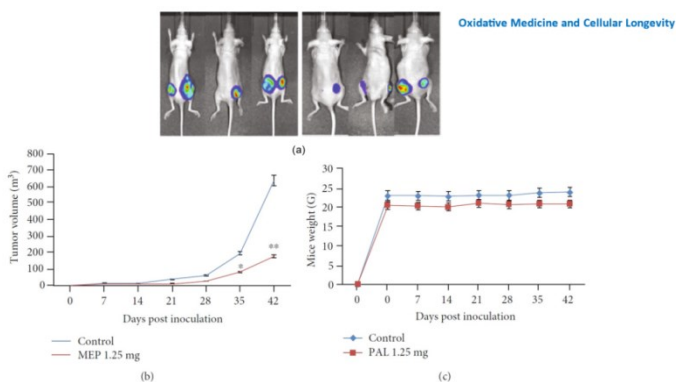 Oxidative Medicine and Cellular Longevity
(a)
Tumor volume (m³)
800
700
600
500
400
300
200
100
0
*
**
0 7 14 21 28 35 42
Days post inoculation
Control
MEP 1.25 mg
(b)
Mice weight (G)
30
25
20
15
10
5
0
0 0 7 14 21 28 35 42
Days post inoculation
Control
PAL 1.25 mg
(c)